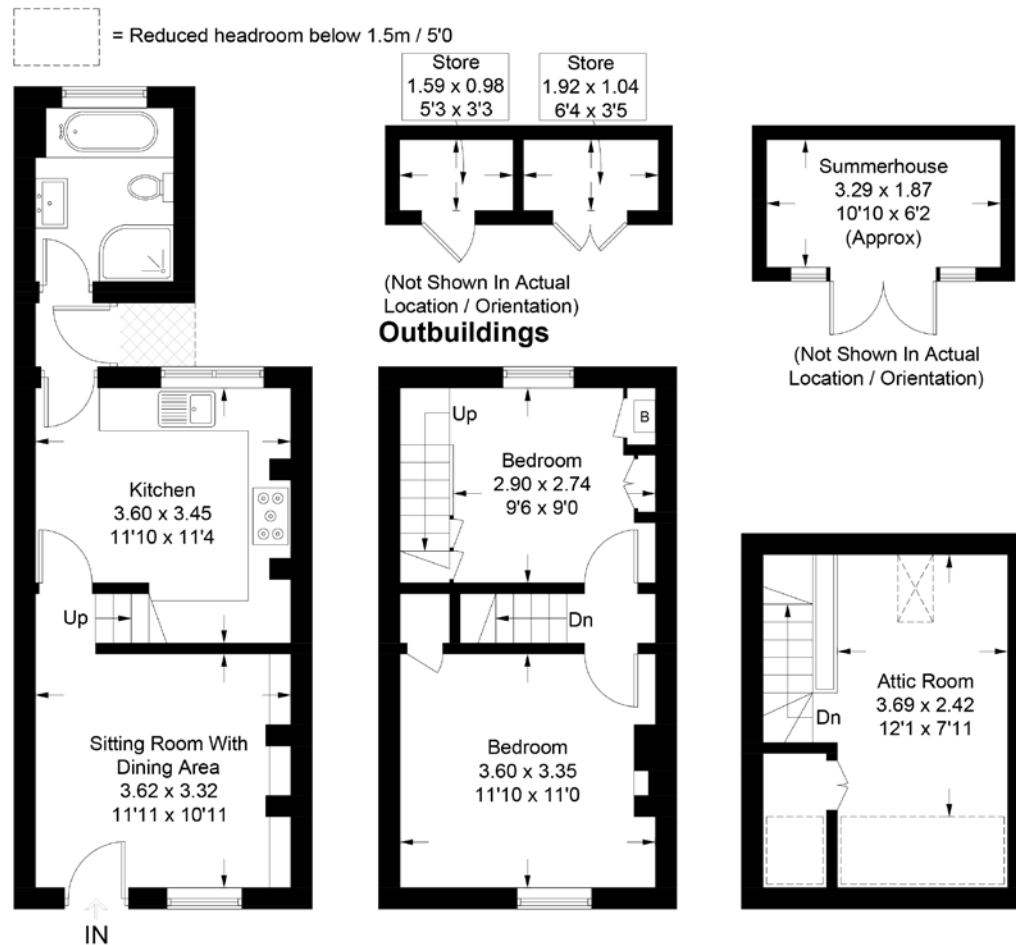 = Reduced headroom below 1.5m / 5'0
Store
1.59 x 0.98
5'3 x 3'3
Store
1.92 x 1.04
6'4 x 3'5
(Not Shown In Actual
Location / Orientation)
Outbuildings
Summerhouse
3.29 x 1.87
10'10 x 6'2
(Approx)
(Not Shown In Actual
Location / Orientation)
Kitchen
3.60 x 3.45
11'10 x 11'4
Up
Sitting Room With
Dining Area
3.62 x 3.32
11'11 x 10'11
IN
Up
B
Bedroom
2.90 x 2.74
9'6 x 9'0
Dn
Bedroom
3.60 x 3.35
11'10 x 11'0
Attic Room
3.69 x 2.42
12'1 x 7'11
Dn